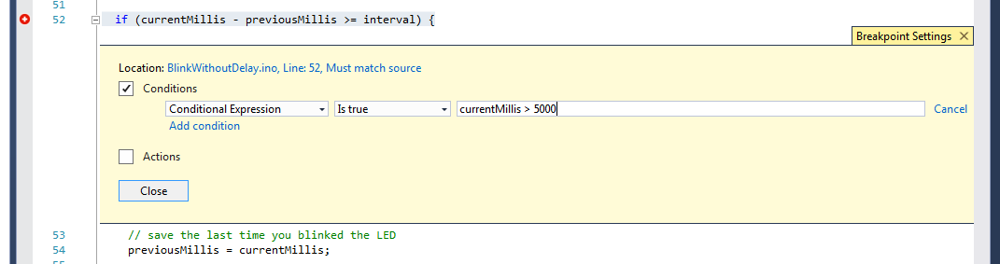 51
52 if (currentMillis - previousMillis >= interval) {
Breakpoint Settings
Location: BlinkWithoutDelay.ino, Line: 52, Must match source
Conditions
Conditional Expression Is true currentMillis > 5000 Cancel
Add condition
Actions
Close
53 // save the last time you blinked the LED
54 previousMillis = currentMillis;
55